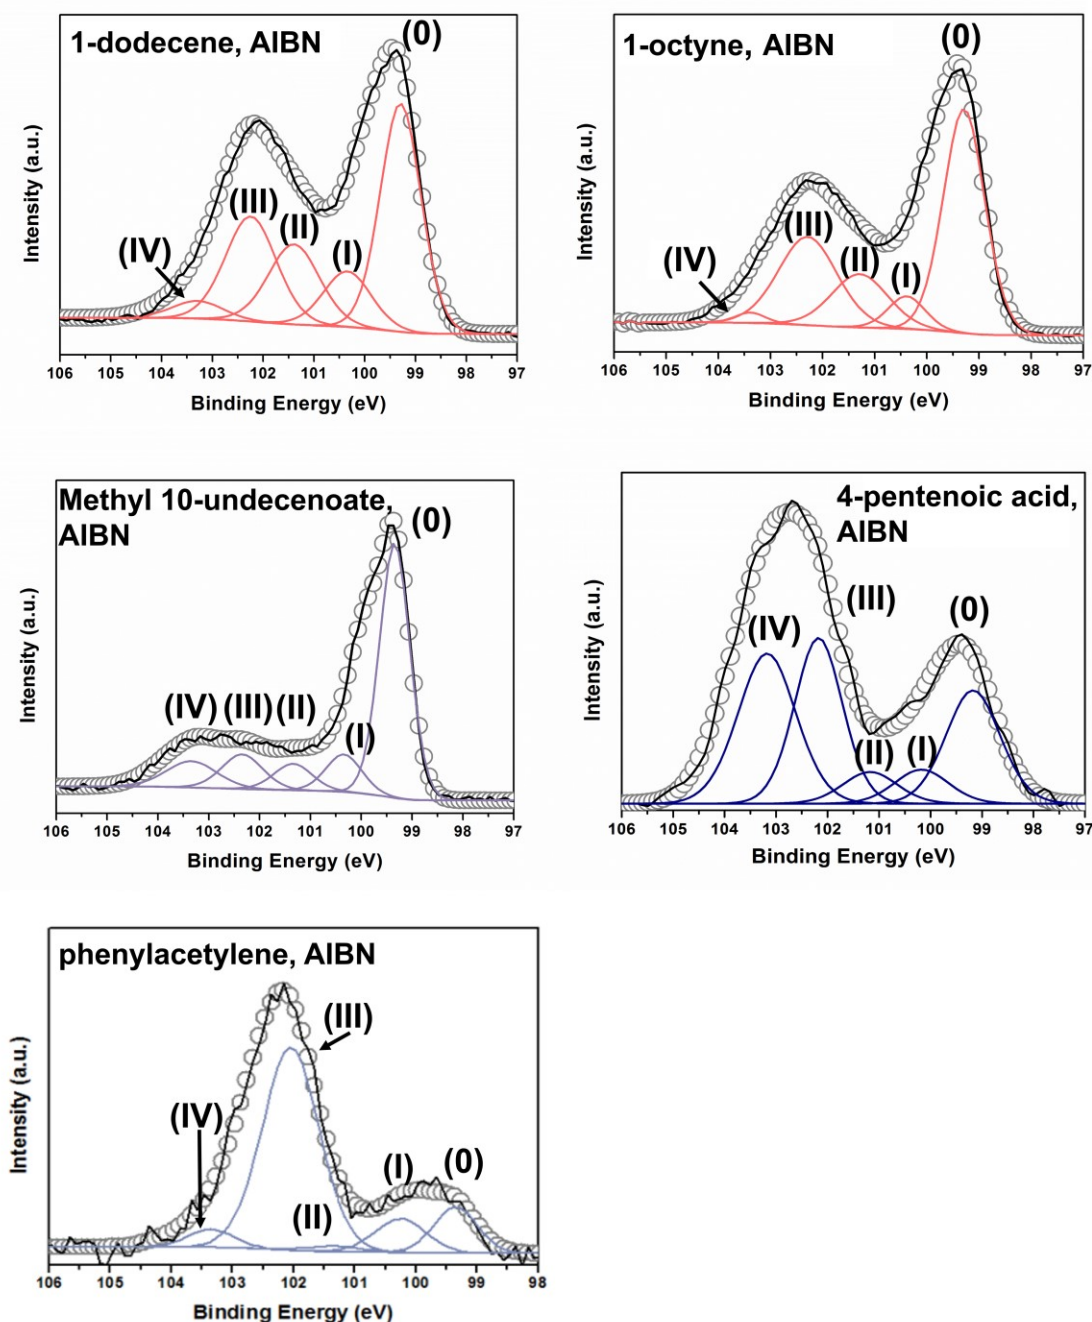 1-dodecene, AIBN
(0)
(III)
(II)
(IV)
(I)
Intensity (a.u.)
106 105 104 103 102 101 100 99 98 97
Binding Energy (eV)
1-octyne, AIBN
(0)
(III)
(IV)
(II)
(I)
Intensity (a.u.)
106 105 104 103 102 101 100 99 98 97
Binding Energy (eV)
Methyl 10-undecenoate,
AIBN
(0)
(IV) (III) (II)
(I)
Intensity (a.u.)
106 105 104 103 102 101 100 99 98 97
Binding Energy (eV)
4-pentenoic acid,
AIBN
(III)
(0)
(IV)
(II)
(I)
Intensity (a.u.)
106 105 104 103 102 101 100 99 98 97
Binding Energy (eV)
phenylacetylene, AIBN
(III)
(IV)
(I)
(0)
(II)
Intensity (a.u.)
106 105 104 103 102 101 100 99 98
Binding Energy (eV)